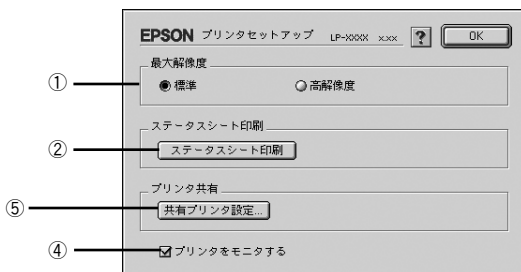 EPSON プリンタセットアップ LP-XXXX x.xx ? OK
最大解像度
① 標準 高解像度
ステータスシート印刷
② ステータスシート印刷
プリンタ共有
⑤ 共有プリンタ設定...
④ プリンタをモニタする